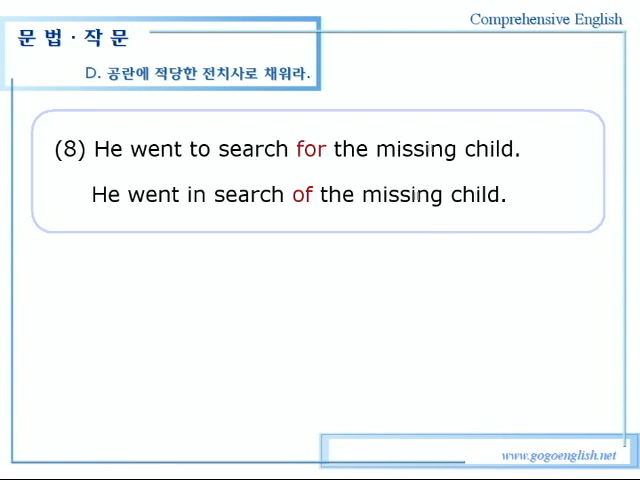 Comprehensive English
문 법 · 작 문
D. 공란에 적당한 전치사로 채워라.
(8) He went to search for the missing child.
He went in search of the missing child.
www.gogoenglish.net